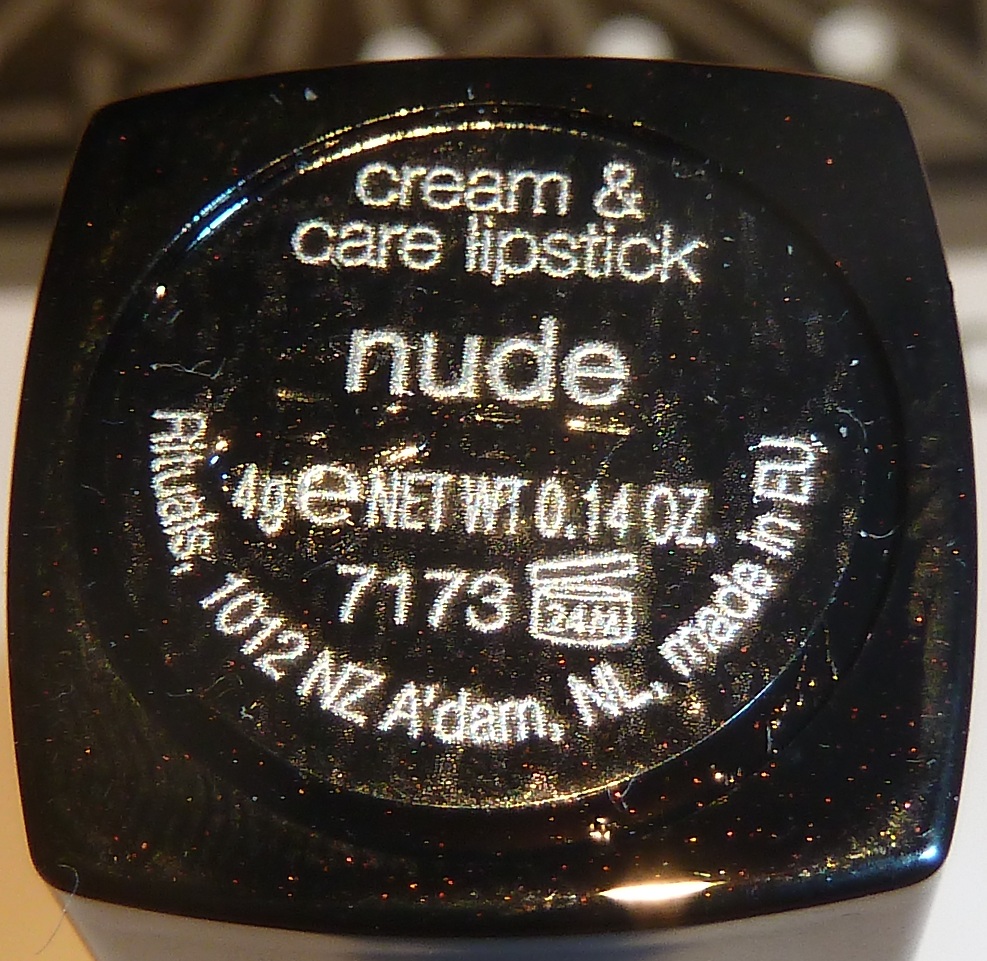 cream &
care lipstick
nude
4g e NET WT 0.14 OZ.
7173 24M
Rituals. 1012 NZ A'dam, NL, made in EU